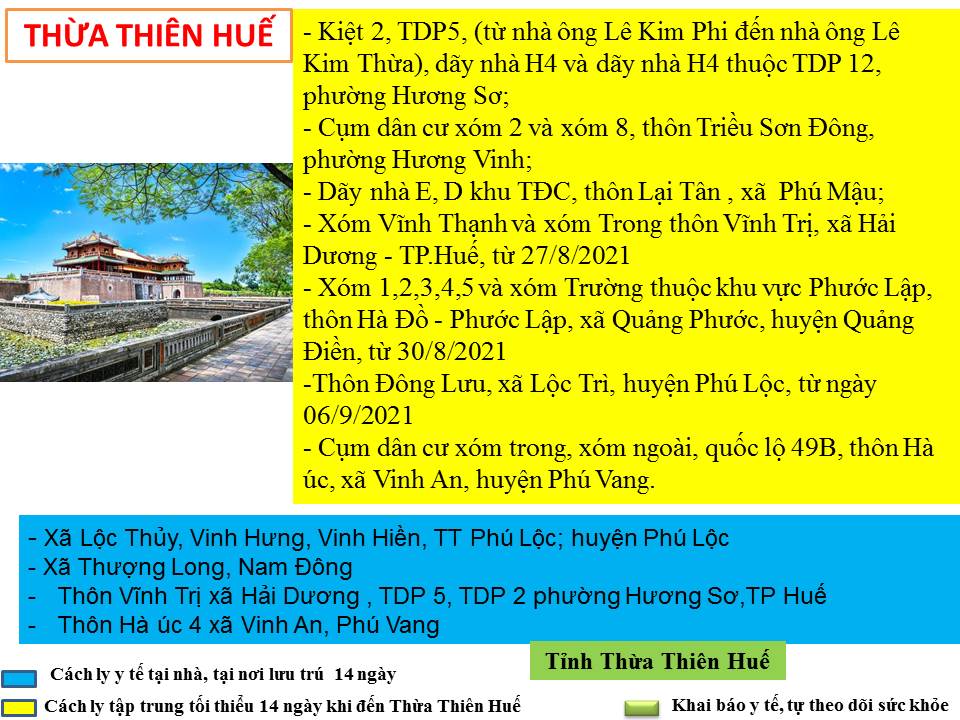 THỪA THIÊN HUẾ
- Kiệt 2, TDP5, (từ nhà ông Lê Kim Phi đến nhà ông Lê
Kim Thừa), dãy nhà H4 và dãy nhà H4 thuộc TDP 12,
phường Hương Sơ;
- Cụm dân cư xóm 2 và xóm 8, thôn Triều Sơn Đông,
phường Hương Vinh;
- Dãy nhà E, D khu TĐC, thôn Lại Tân , xã  Phú Mậu;
- Xóm Vĩnh Thạnh và xóm Trong thôn Vĩnh Trị, xã Hải
Dương - TP.Huế, từ 27/8/2021
- Xóm 1,2,3,4,5 và xóm Trường thuộc khu vực Phước Lập,
thôn Hà Đồ - Phước Lập, xã Quảng Phước, huyện Quảng
Điền, từ 30/8/2021
-Thôn Đông Lưu, xã Lộc Trì, huyện Phú Lộc, từ ngày
06/9/2021
- Cụm dân cư xóm trong, xóm ngoài, quốc lộ 49B, thôn Hà
úc, xã Vinh An, huyện Phú Vang.
- Xã Lộc Thủy, Vinh Hưng, Vinh Hiền, TT Phú Lộc; huyện Phú Lộc
- Xã Thượng Long, Nam Đông
- Thôn Vĩnh Trị xã Hải Dương , TDP 5, TDP 2 phường Hương Sơ,TP Huế
- Thôn Hà úc 4 xã Vinh An, Phú Vang
Tỉnh Thừa Thiên Huế
Cách ly y tế tại nhà, tại nơi lưu trú  14 ngày
Cách ly tập trung tối thiểu 14 ngày khi đến Thừa Thiên Huế
Khai báo y tế, tự theo dõi sức khỏe